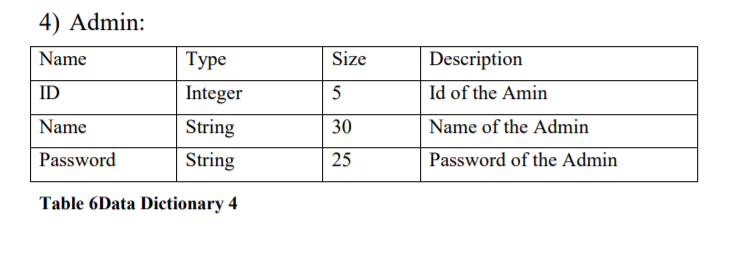 4) Admin:
Name Type Size Description
ID Integer 5 Id of the Amin
Name String 30 Name of the Admin
Password String 25 Password of the Admin
Table 6Data Dictionary 4